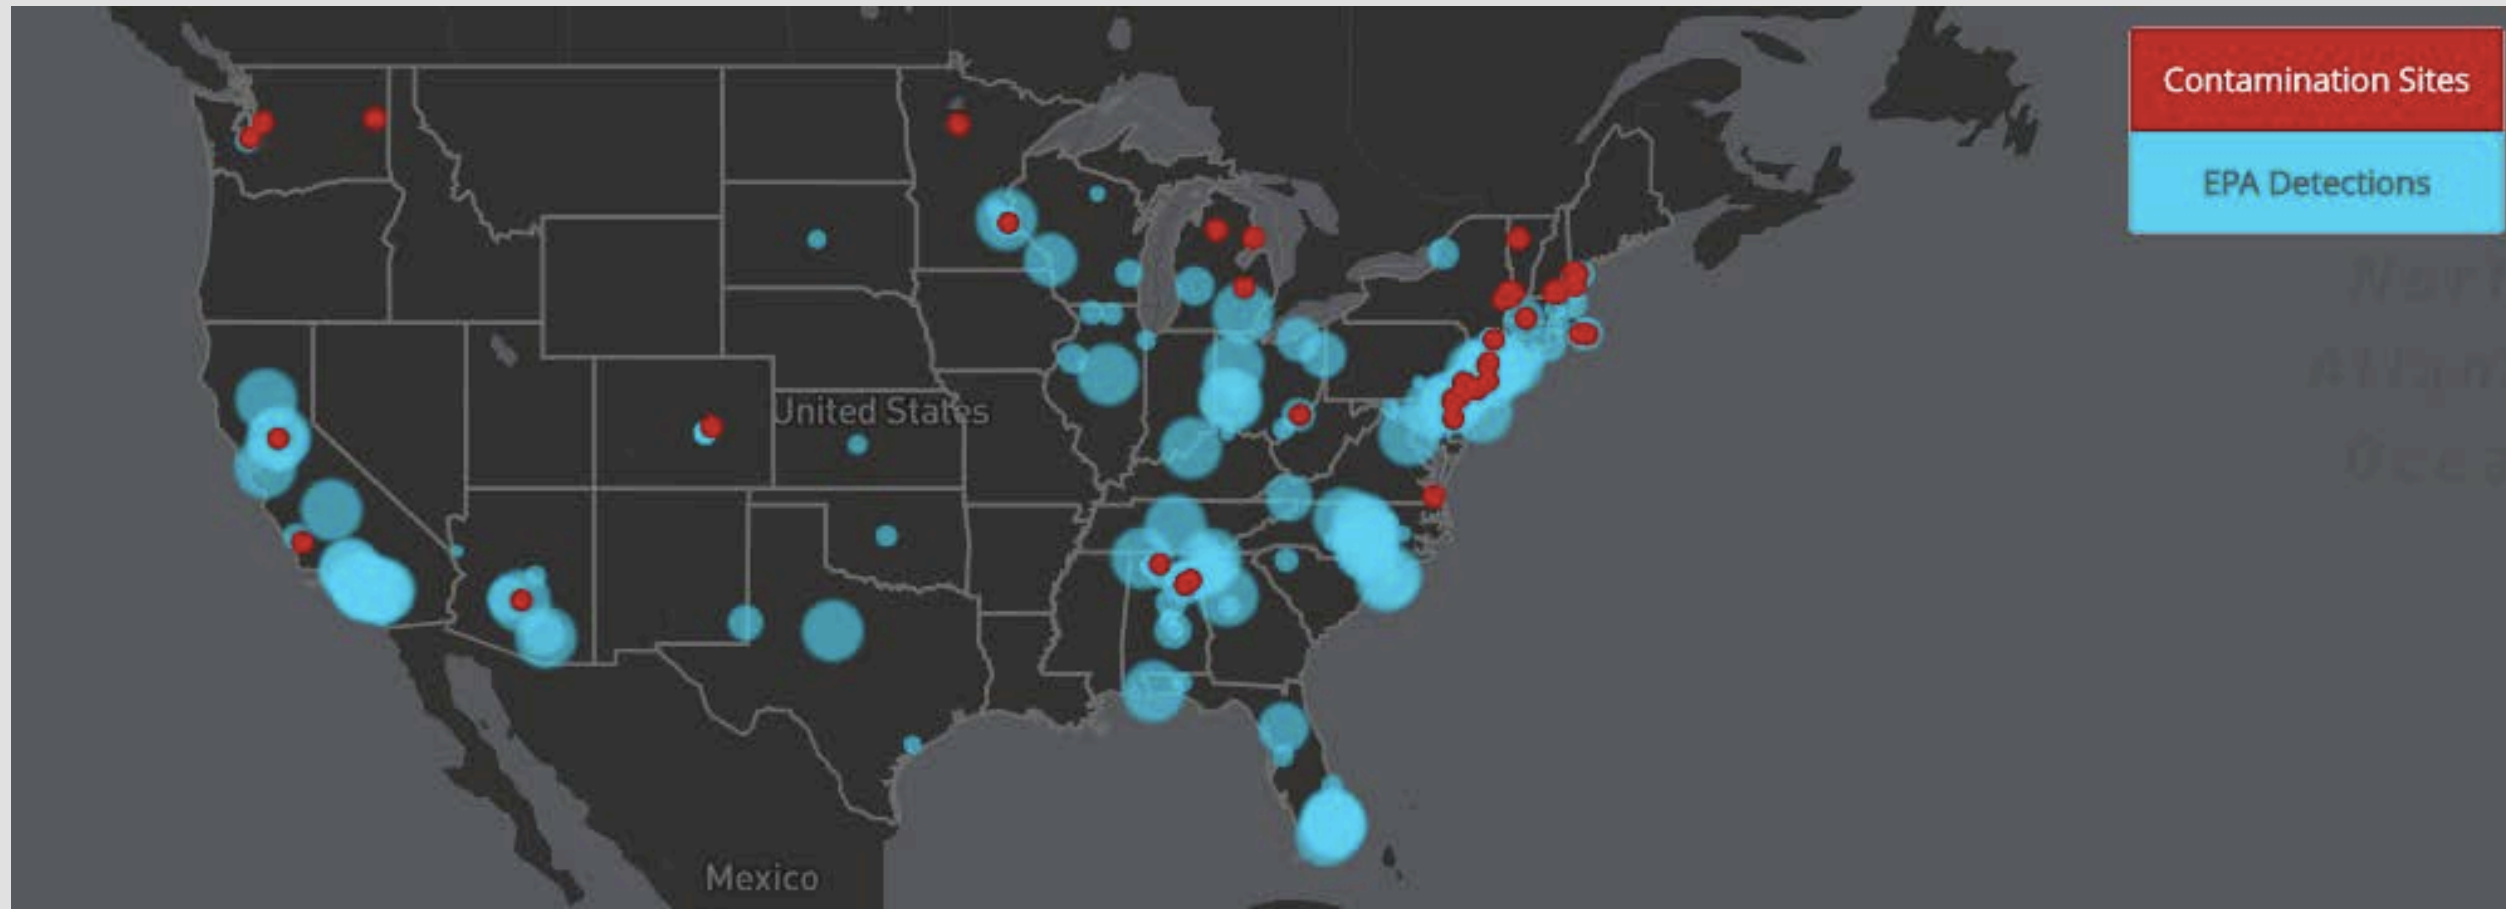 Contamination Sites
EPA Detections
United States
Mexico